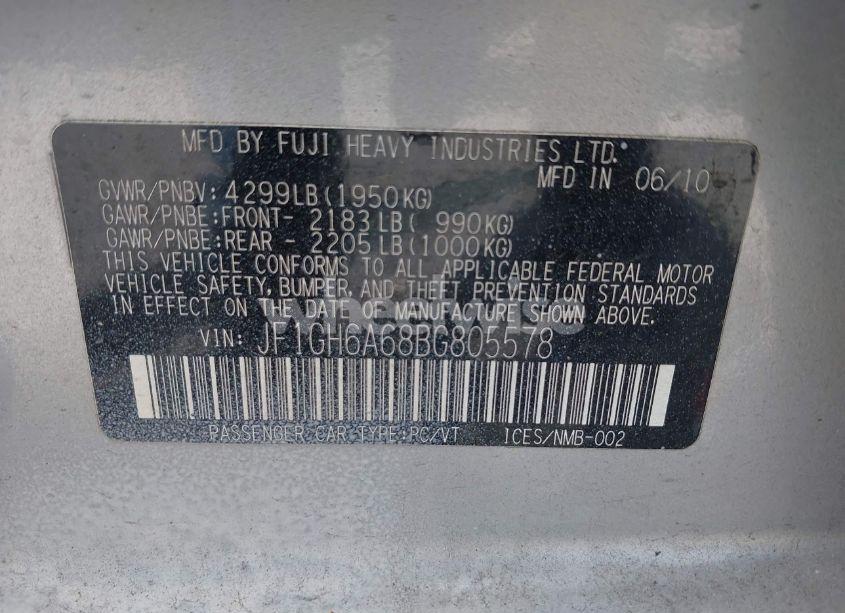 MFD BY FUJI HEAVY INDUSTRIES LTD.
MFD IN 06/10
GVWR/PNBV: 4299LB(1950KG)
GAWR/PNBE:FRONT- 2183LB( 990KG)
GAWR/PNBE:REAR - 2205LB(1000KG)
THIS VEHICLE CONFORMS TO ALL APPLICABLE FEDERAL MOTOR
VEHICLE SAFETY, BUMPER, AND THEFT PREVENTION STANDARDS
IN EFFECT ON THE DATE OF MANUFACTURE SHOWN ABOVE.
VIN: JF1GH6A68BG805578
PASSENGER CAR TYPE:PC/VT ICES/NMB-002